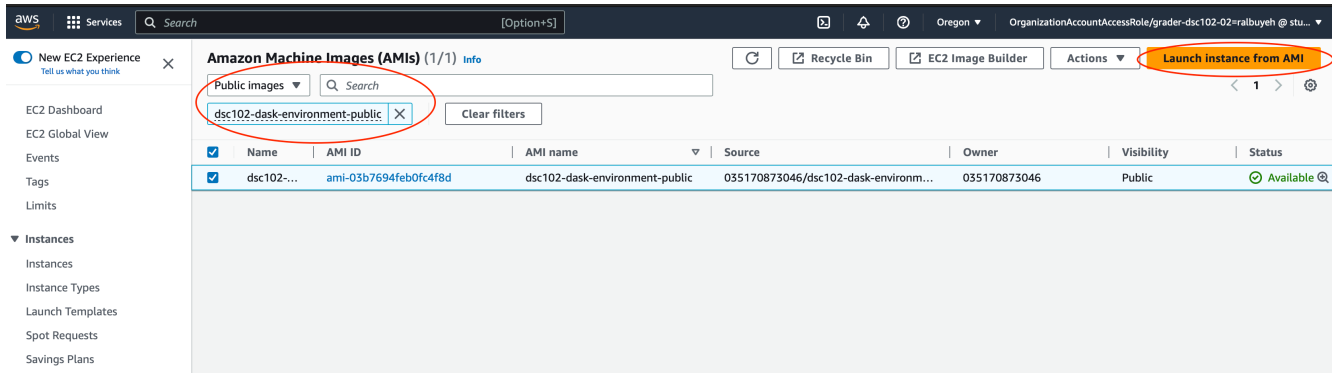 aws Services Search [Option+S] Oregon ▼ OrganizationAccountAccessRole/grader-dsc102-02=ralbuyeh @ stu... ▼
New EC2 Experience
Tell us what you think
EC2 Dashboard
EC2 Global View
Events
Tags
Limits
▼ Instances
Instances
Instance Types
Launch Templates
Spot Requests
Savings Plans
Amazon Machine Images (AMIs) (1/1) Info
Recycle Bin EC2 Image Builder Actions ▼ Launch instance from AMI
Public images ▼ Search
< 1 >
dsc102-dask-environment-public Clear filters
Name AMI ID AMI name Source Owner Visibility Status
dsc102-... ami-03b7694feb0fc4f8d dsc102-dask-environment-public 035170873046/dsc102-dask-environm... 035170873046 Public Available